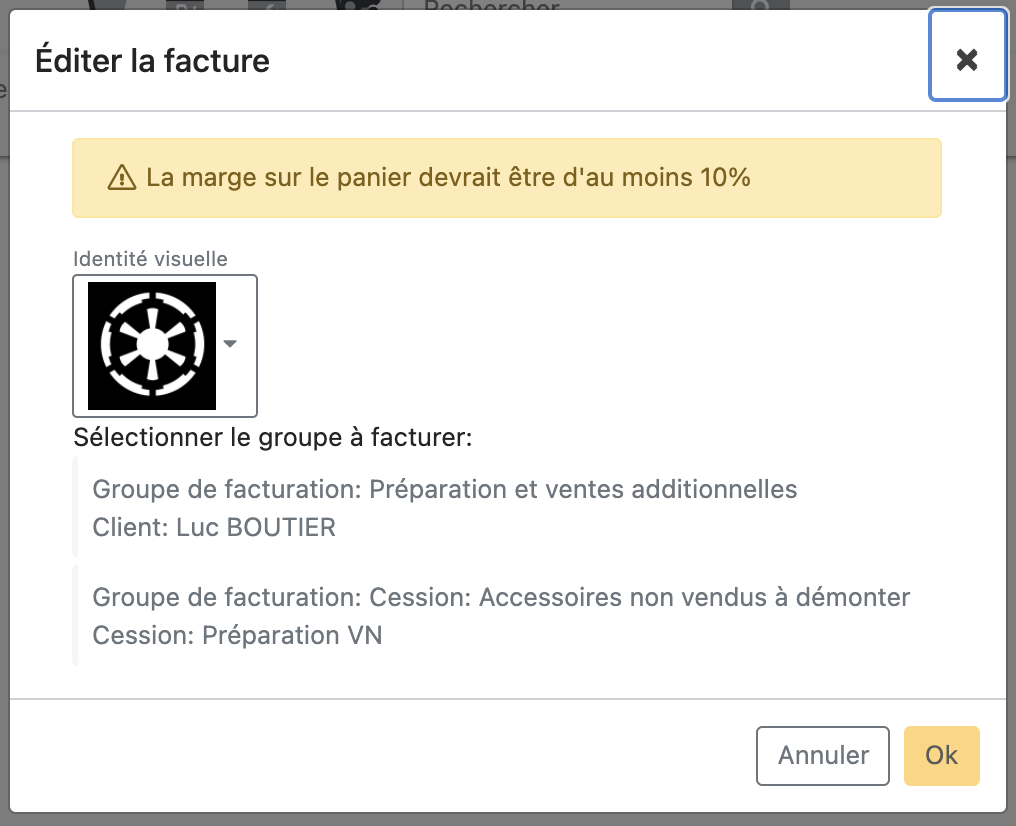 Rechercher
Éditer la facture
La marge sur le panier devrait être d'au moins 10%
Identité visuelle
Sélectionner le groupe à facturer:
Groupe de facturation: Préparation et ventes additionnelles
Client: Luc BOUTIER
Groupe de facturation: Cession: Accessoires non vendus à démonter
Cession: Préparation VN
Annuler
Ok